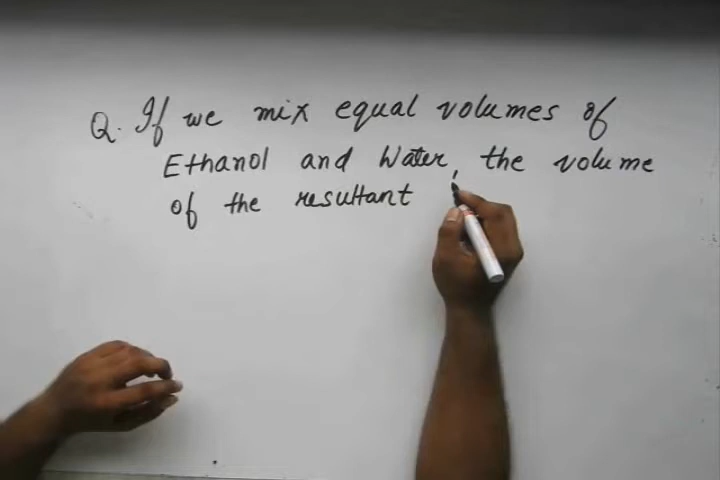 Q. If we mix equal volumes of
Ethanol and Water, the volume
of the resultant